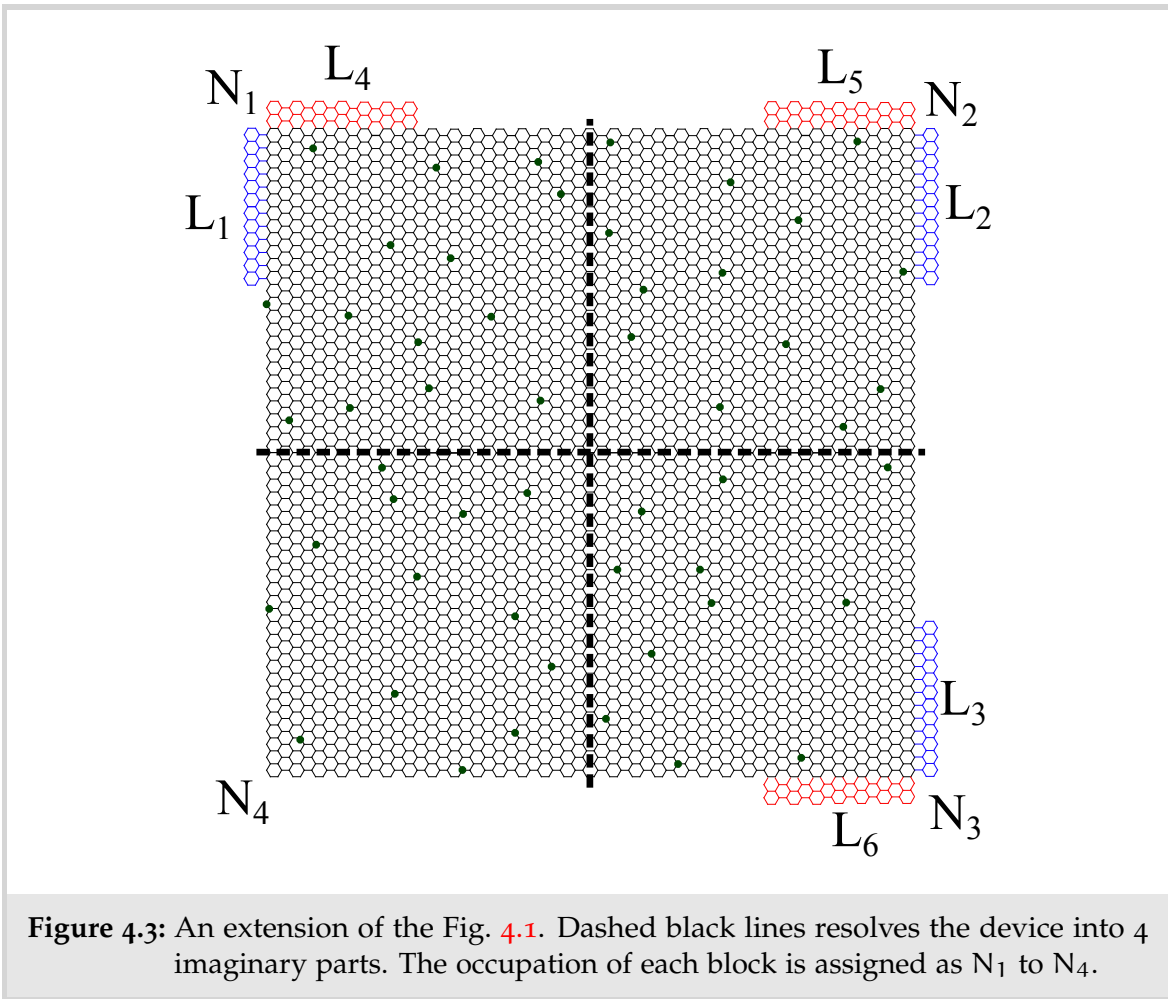 L₄
L₅
N₁
N₂
L₁
L₂
L₃
N₄
N₃
L₆
Figure 4.3: An extension of the Fig. 4.1. Dashed black lines resolves the device into 4
imaginary parts. The occupation of each block is assigned as N₁ to N₄.